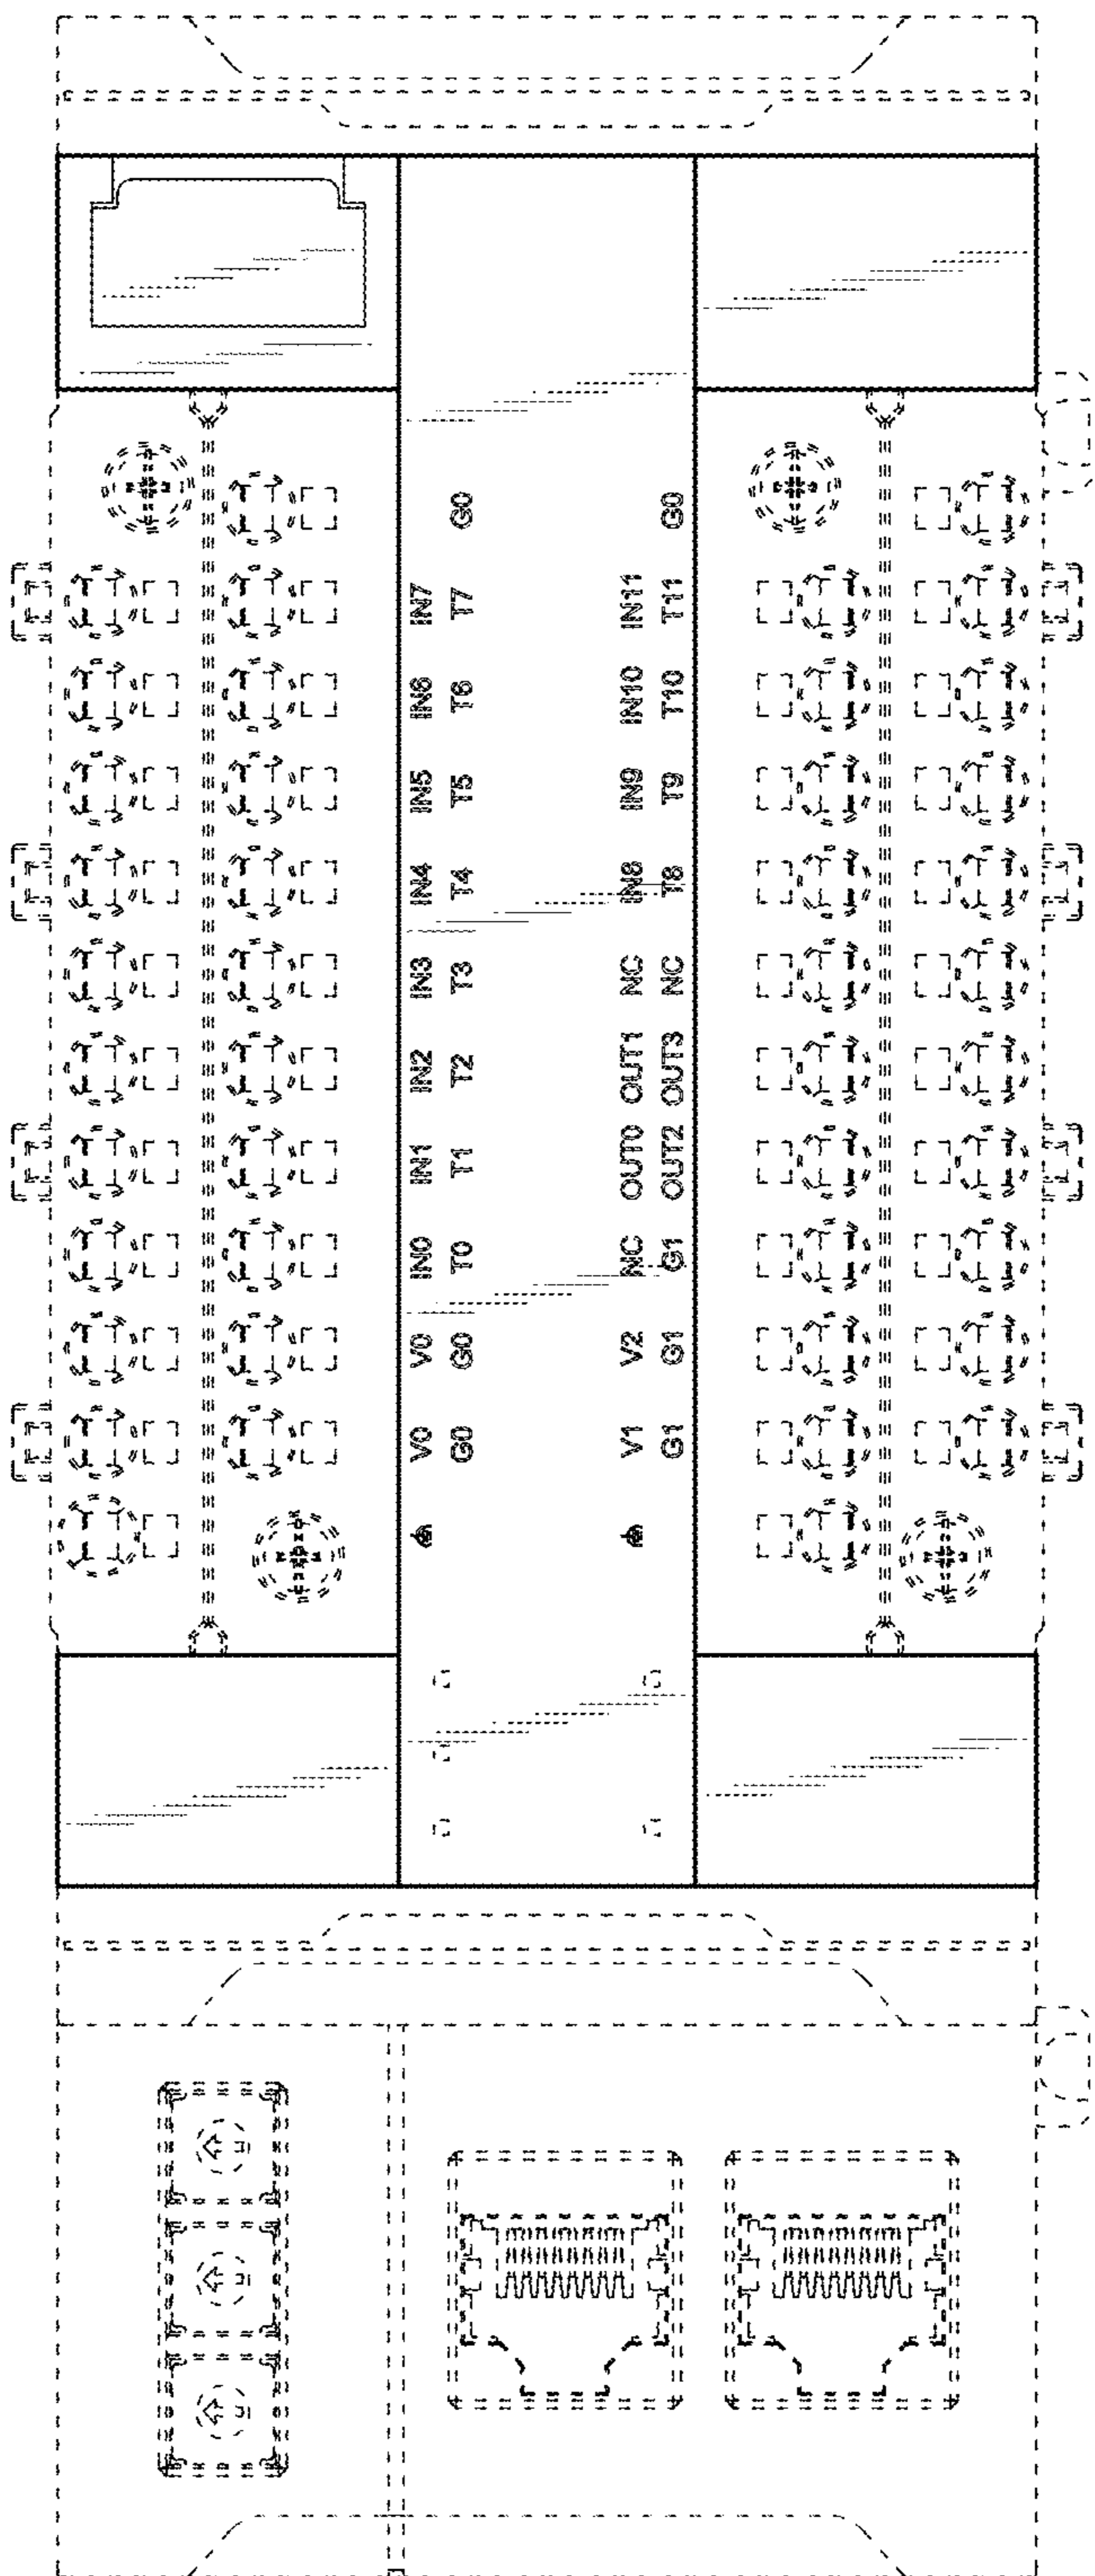 G0 G0
IN7 T7 IN11 T11
IN6 T6 IN10 T10
IN5 T5 IN9 T9
IN4 T4 IN8 T8
IN3 T3 NC NC
IN2 T2 OUT1 OUT3
IN1 T1 OUT0 OUT2
IN0 T0 NC G1
V0 G0 V2 G1
V0 G0 V1 G1